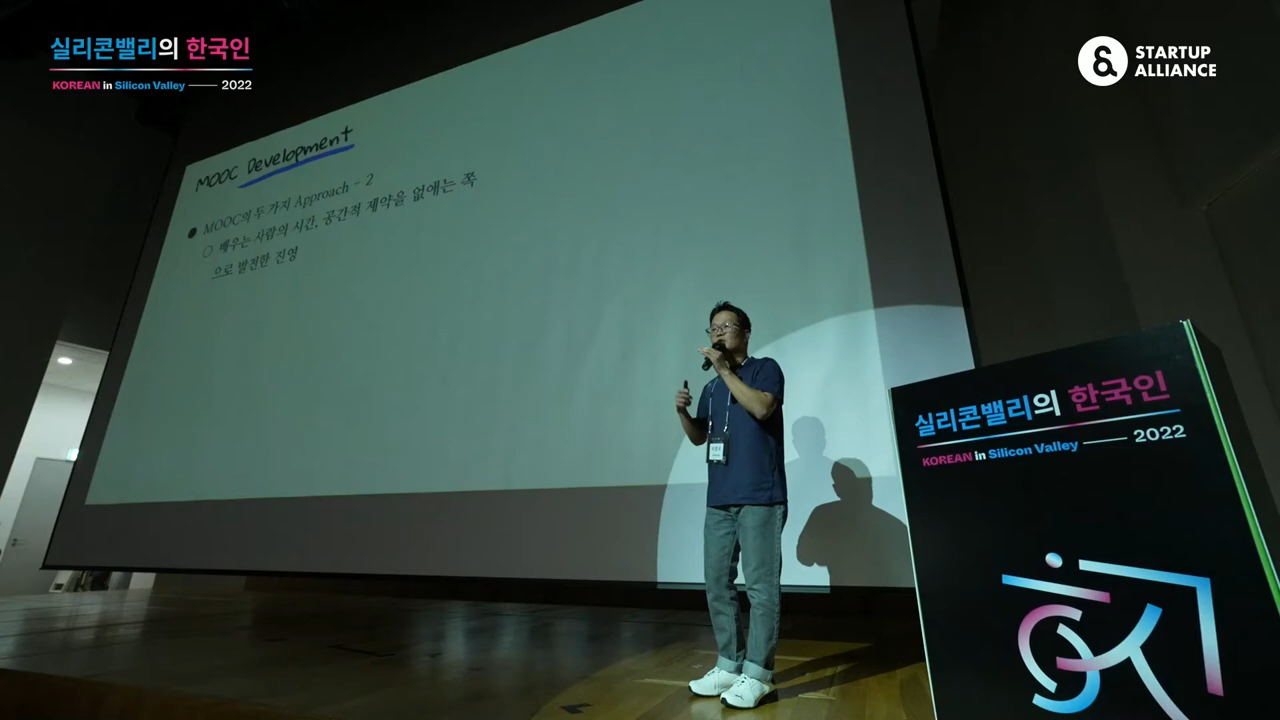 실리콘밸리의 한국인
KOREAN in Silicon Valley 2022
STARTUP
ALLIANCE
MOOC Development
MOOC의 두 가지 Approach - 2
배우는 사람의 시간, 공간적 제약을 없애는 쪽
으로 발전한 진영
실리콘밸리의 한국인
KOREAN in Silicon Valley 2022